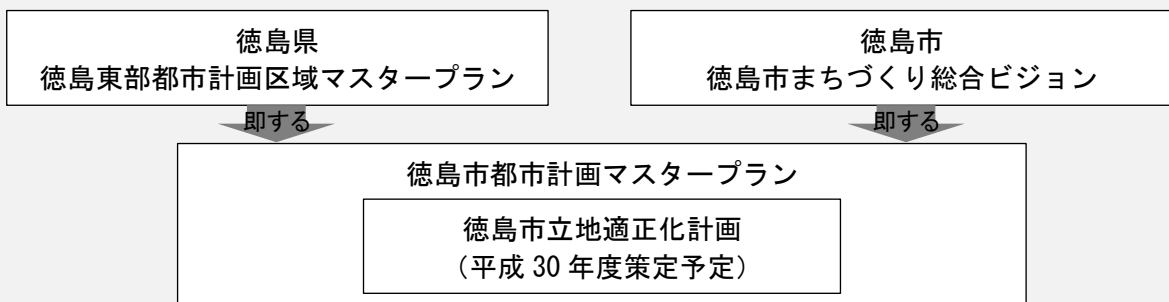 徳島県
徳島東部都市計画区域マスタープラン
徳島市
徳島市まちづくり総合ビジョン
即する
即する
徳島市都市計画マスタープラン
徳島市立地適正化計画
（平成 30 年度策定予定）